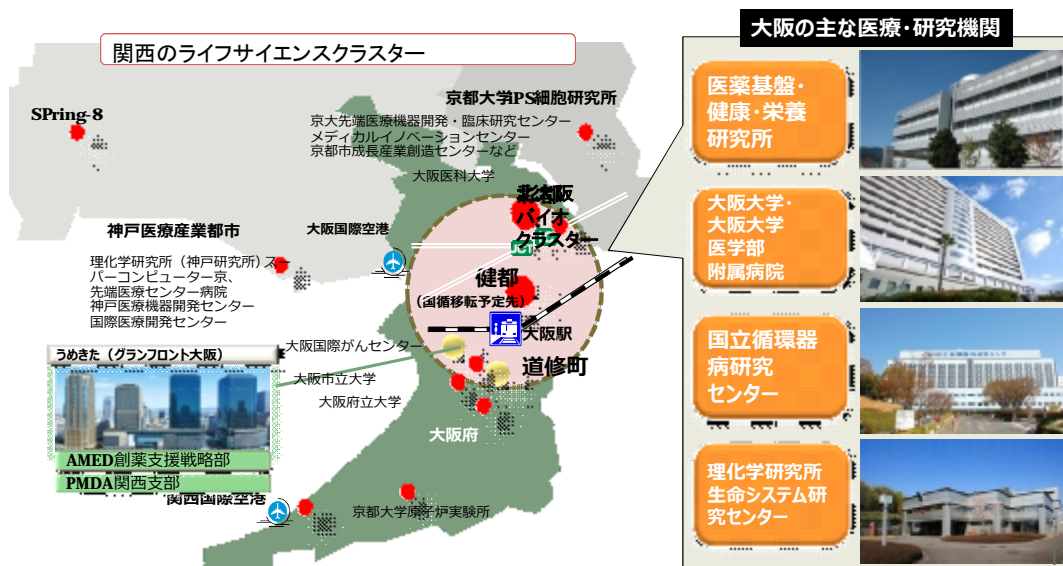 関西のライフサイエンスクラスター
SPring-8
京都大学iPS細胞研究所
京大先端医療機器開発・臨床研究センター
メディカルイノベーションセンター
京都市成長産業創造センターなど
大阪医科大学
彩都
バイオ
クラスター
大阪国際空港
神戸医療産業都市
理化学研究所（神戸研究所）スー
パーコンピューター京、
先端医療センター病院
神戸医療機器開発センター
国際医療開発センター
健都
(国循移転予定先)
大阪駅
道修町
うめきた（グランフロント大阪）
大阪国際がんセンター
大阪市立大学
大阪府立大学
大阪府
AMED創薬支援戦略部
PMDA関西支部
関西国際空港
京都大学原子炉実験所
大阪の主な医療・研究機関
医薬基盤・
健康・栄養
研究所
大阪大学・
大阪大学
医学部
附属病院
国立循環器
病研究
センター
理化学研究所
生命システム研
究センター